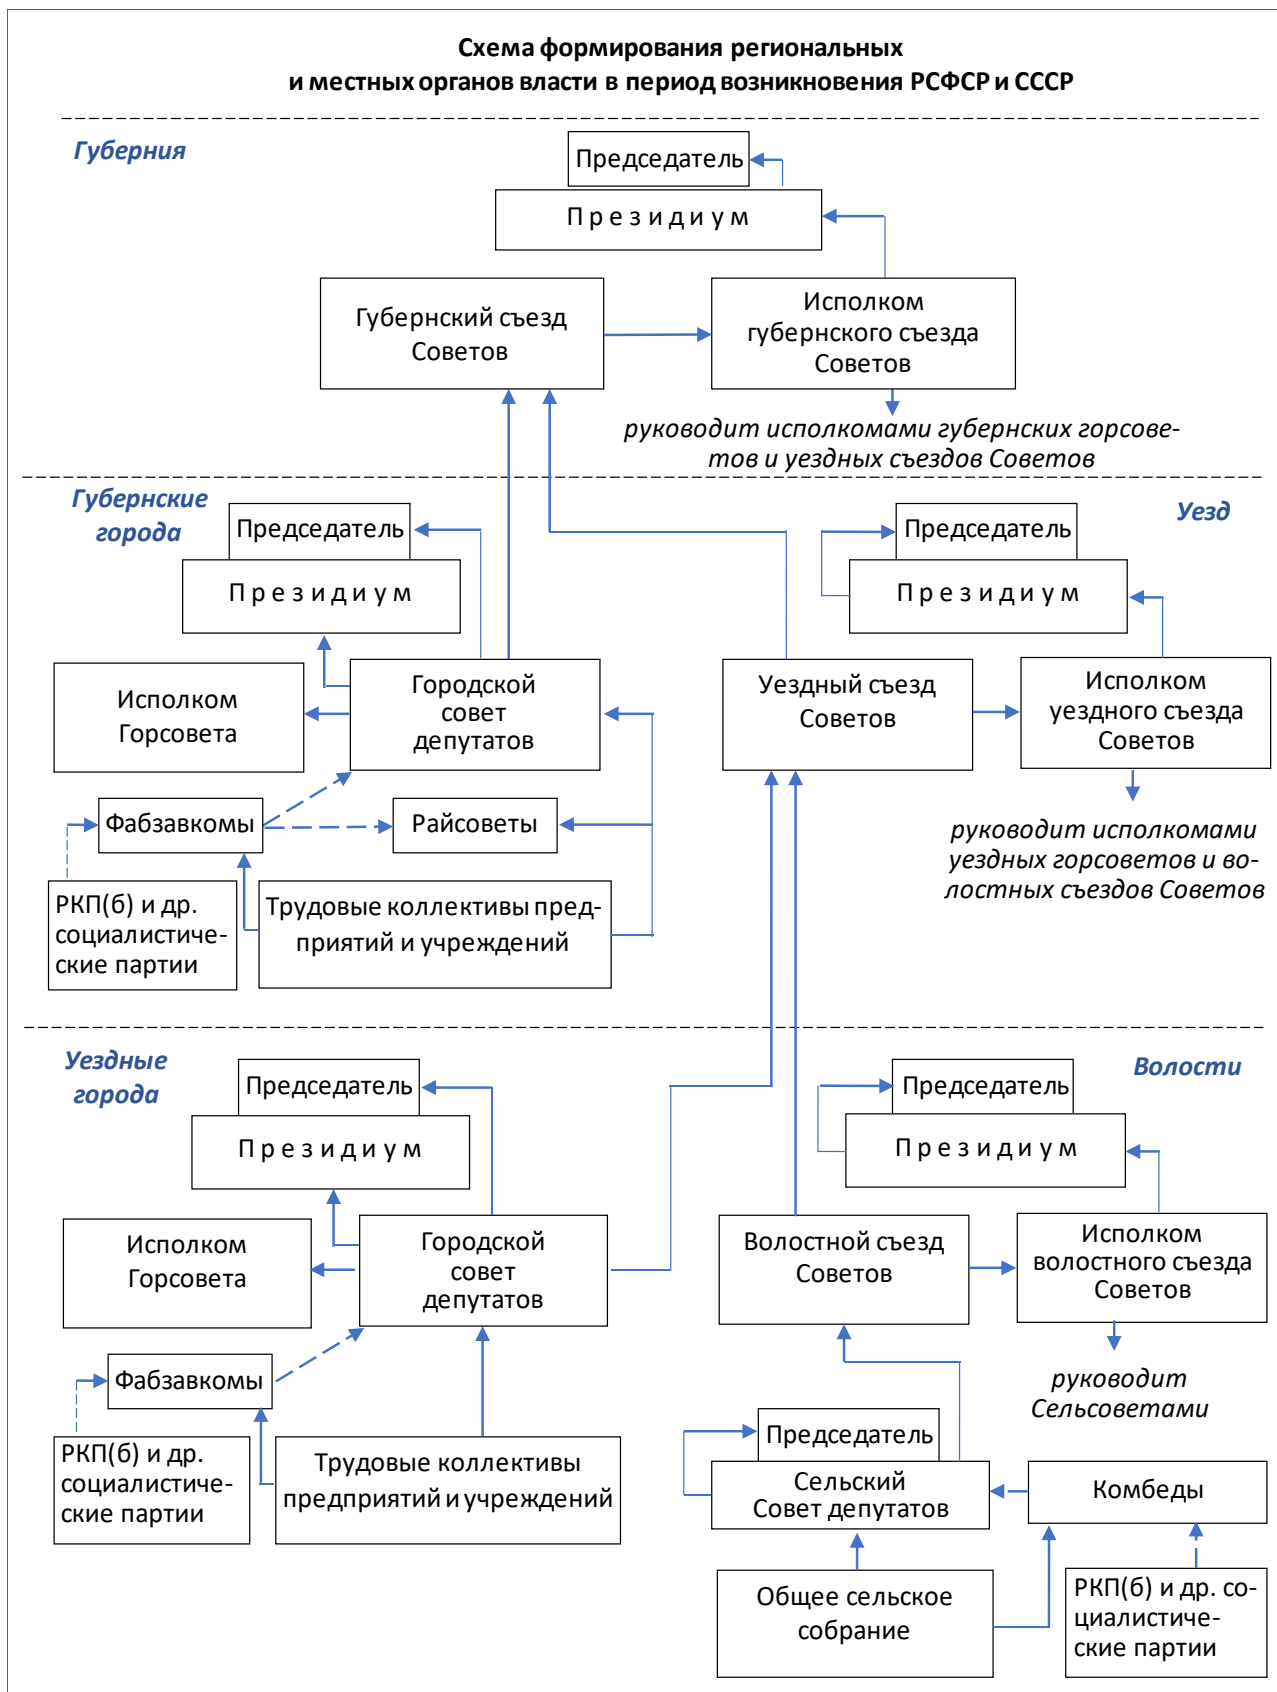 Схема формирования региональных
и местных органов власти в период возникновения РСФСР и СССР
Губерния
Председатель
Президиум
Губернский съезд
Советов
Исполком
губернского съезда
Советов
руководит исполкомами губернских горсове-
тов и уездных съездов Советов
Губернские
города
Председатель
Президиум
Исполком
Горсовета
Городской
совет
депутатов
Фабзавкомы
Райсоветы
РКП(б) и др.
социалистиче-
ские партии
Трудовые коллективы пред-
приятий и учреждений
Уезд
Председатель
Президиум
Уездный съезд
Советов
Исполком
уездного съезда
Советов
руководит исполкомами
уездных горсоветов и во-
лостных съездов Советов
Уездные
города
Председатель
Президиум
Исполком
Горсовета
Городской
совет
депутатов
Фабзавкомы
РКП(б) и др.
социалистиче-
ские партии
Трудовые коллективы
предприятий и учреждений
Волости
Председатель
Президиум
Волостной съезд
Советов
Исполком
волостного съезда
Советов
руководит
Сельсоветами
Председатель
Сельский
Совет депутатов
Комбеды
Общее сельское
собрание
РКП(б) и др. со-
циалистиче-
ские партии